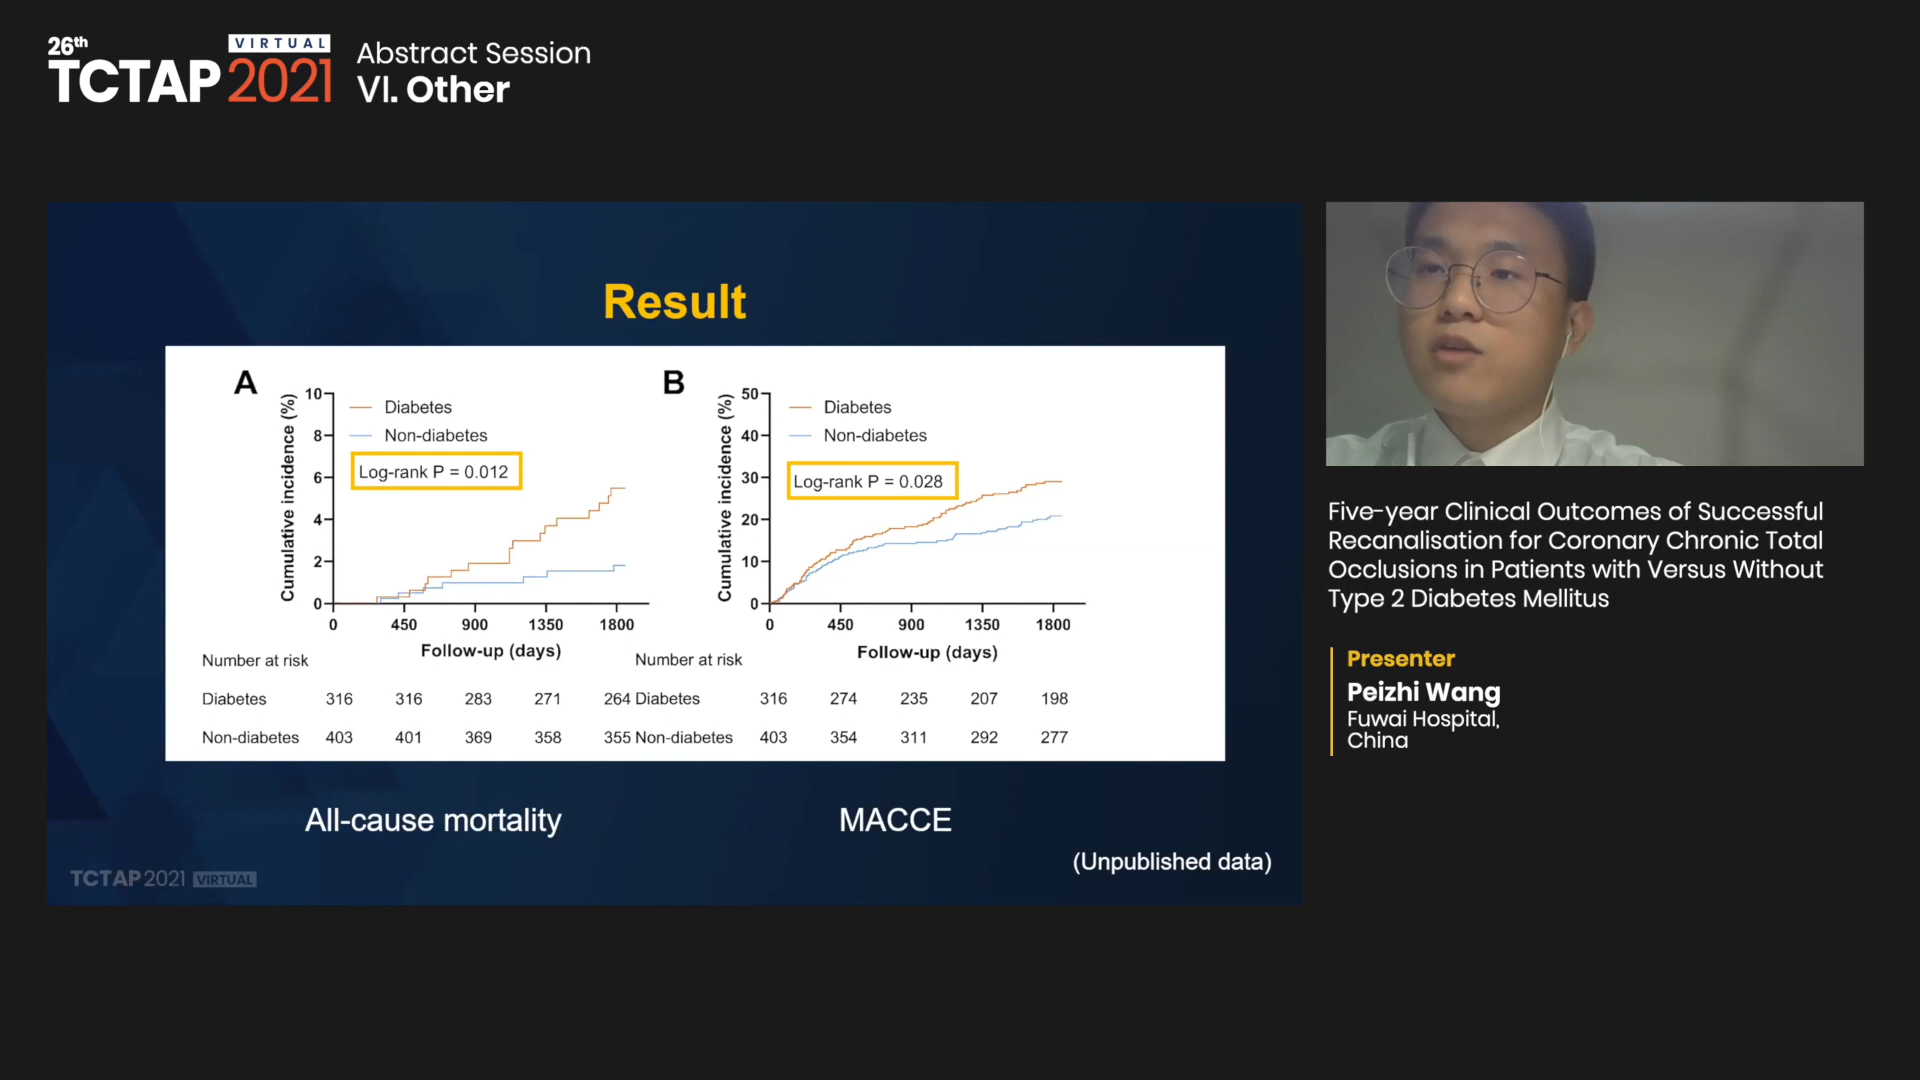 26th
TCTAP 2021
VIRTUAL
Abstract Session
VI. Other
Result
A
Cumulative incidence (%)
10
8
6
4
2
0
Diabetes
Non-diabetes
Log-rank P = 0.012
0 450 900 1350 1800
Follow-up (days)
Number at risk
Diabetes 316 316 283 271 264
Non-diabetes 403 401 369 358 355
B
Cumulative incidence (%)
50
40
30
20
10
0
Diabetes
Non-diabetes
Log-rank P = 0.028
0 450 900 1350 1800
Follow-up (days)
Number at risk
Diabetes 316 274 235 207 198
Non-diabetes 403 354 311 292 277
All-cause mortality
MACCE
(Unpublished data)
TCTAP 2021 VIRTUAL
Five-year Clinical Outcomes of Successful
Recanalisation for Coronary Chronic Total
Occlusions in Patients with Versus Without
Type 2 Diabetes Mellitus
Presenter
Peizhi Wang
Fuwai Hospital,
China